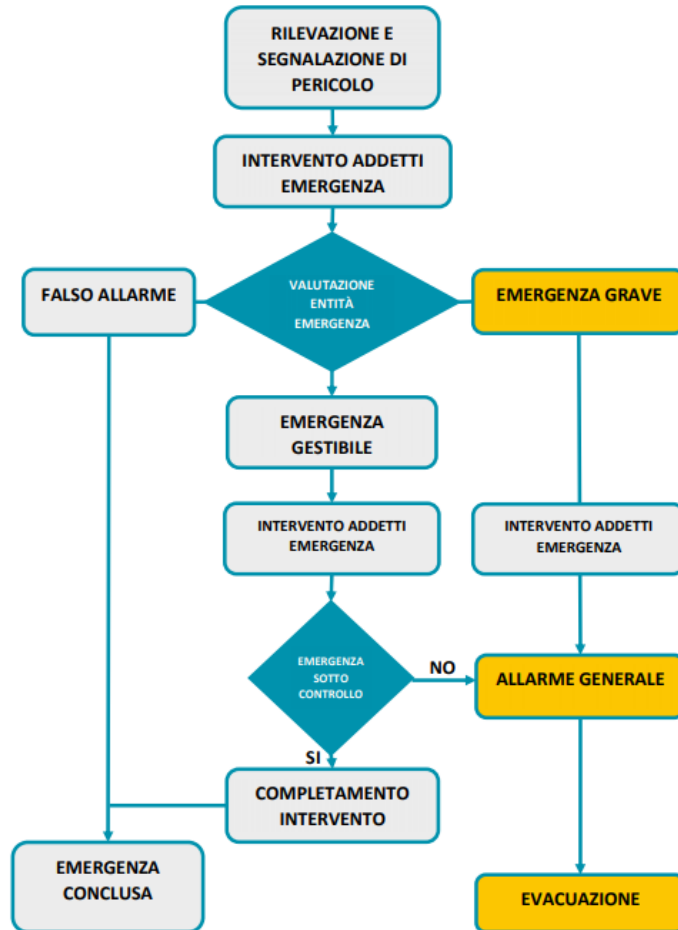 RILEVAZIONE E
SEGNALAZIONE DI
PERICOLO
INTERVENTO ADDETTI
EMERGENZA
FALSO ALLARME
VALUTAZIONE
ENTITÀ
EMERGENZA
EMERGENZA GRAVE
EMERGENZA
GESTIBILE
INTERVENTO ADDETTI
EMERGENZA
INTERVENTO ADDETTI
EMERGENZA
EMERGENZA
SOTTO
CONTROLLO
NO
ALLARME GENERALE
SI
COMPLETAMENTO
INTERVENTO
EMERGENZA
CONCLUSA
EVACUAZIONE